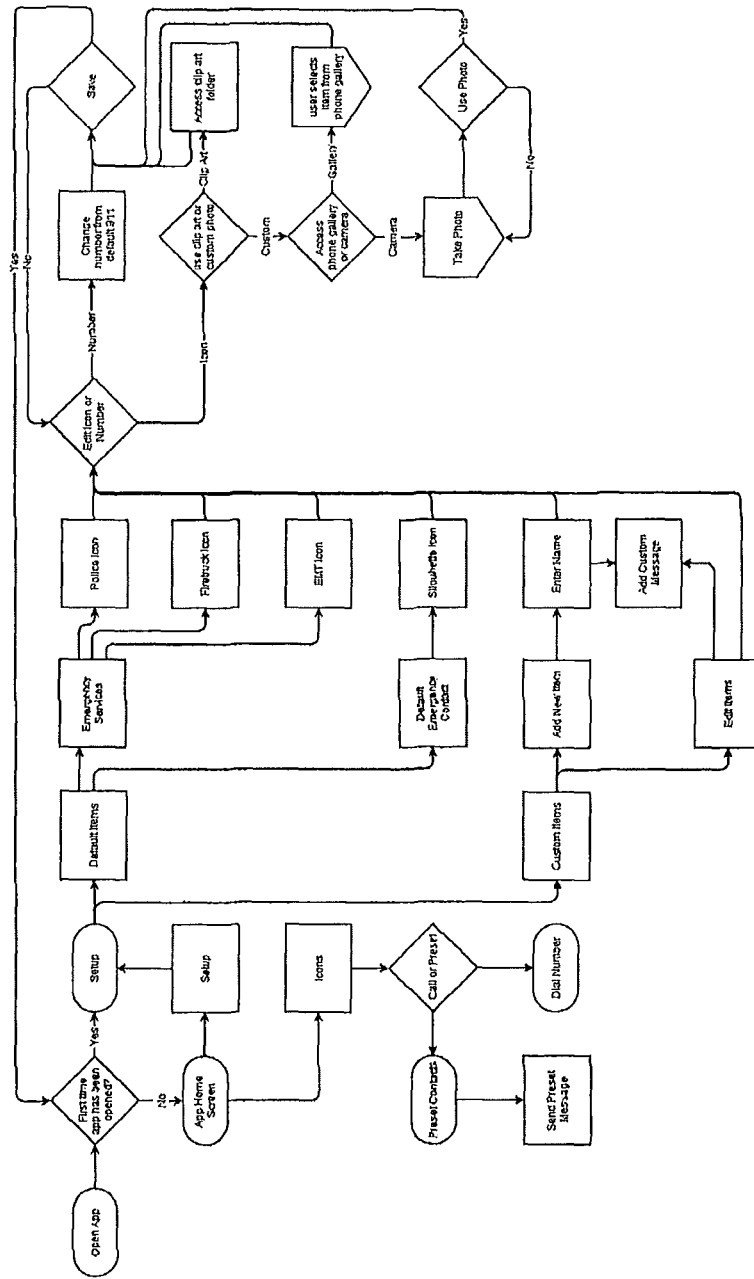 Open App
First time
app has been
opened?
Yes
No
App Home
Screen
Setup
Setup
Icons
Call or Preset
Preset Contacts
Send Preset
Message
Dial Number
Default Items
Custom Items
Emergency
Services
Default
Emergency
Contact
Add New Item
Edit Items
Police Icon
Firetruck Icon
EMT Icon
Silouhette Icon
Enter Name
Add Custom
Message
Edit Icon or
Number
Number
Icon
Change
number from
default 911
Save
Yes
No
use clip art or
custom photo
Clip Art
Access clip art
folder
Custom
Access
phone gallery
or camera
Gallery
user selects
item from
phone gallery
Camera
Take Photo
Use Photo
Yes
No